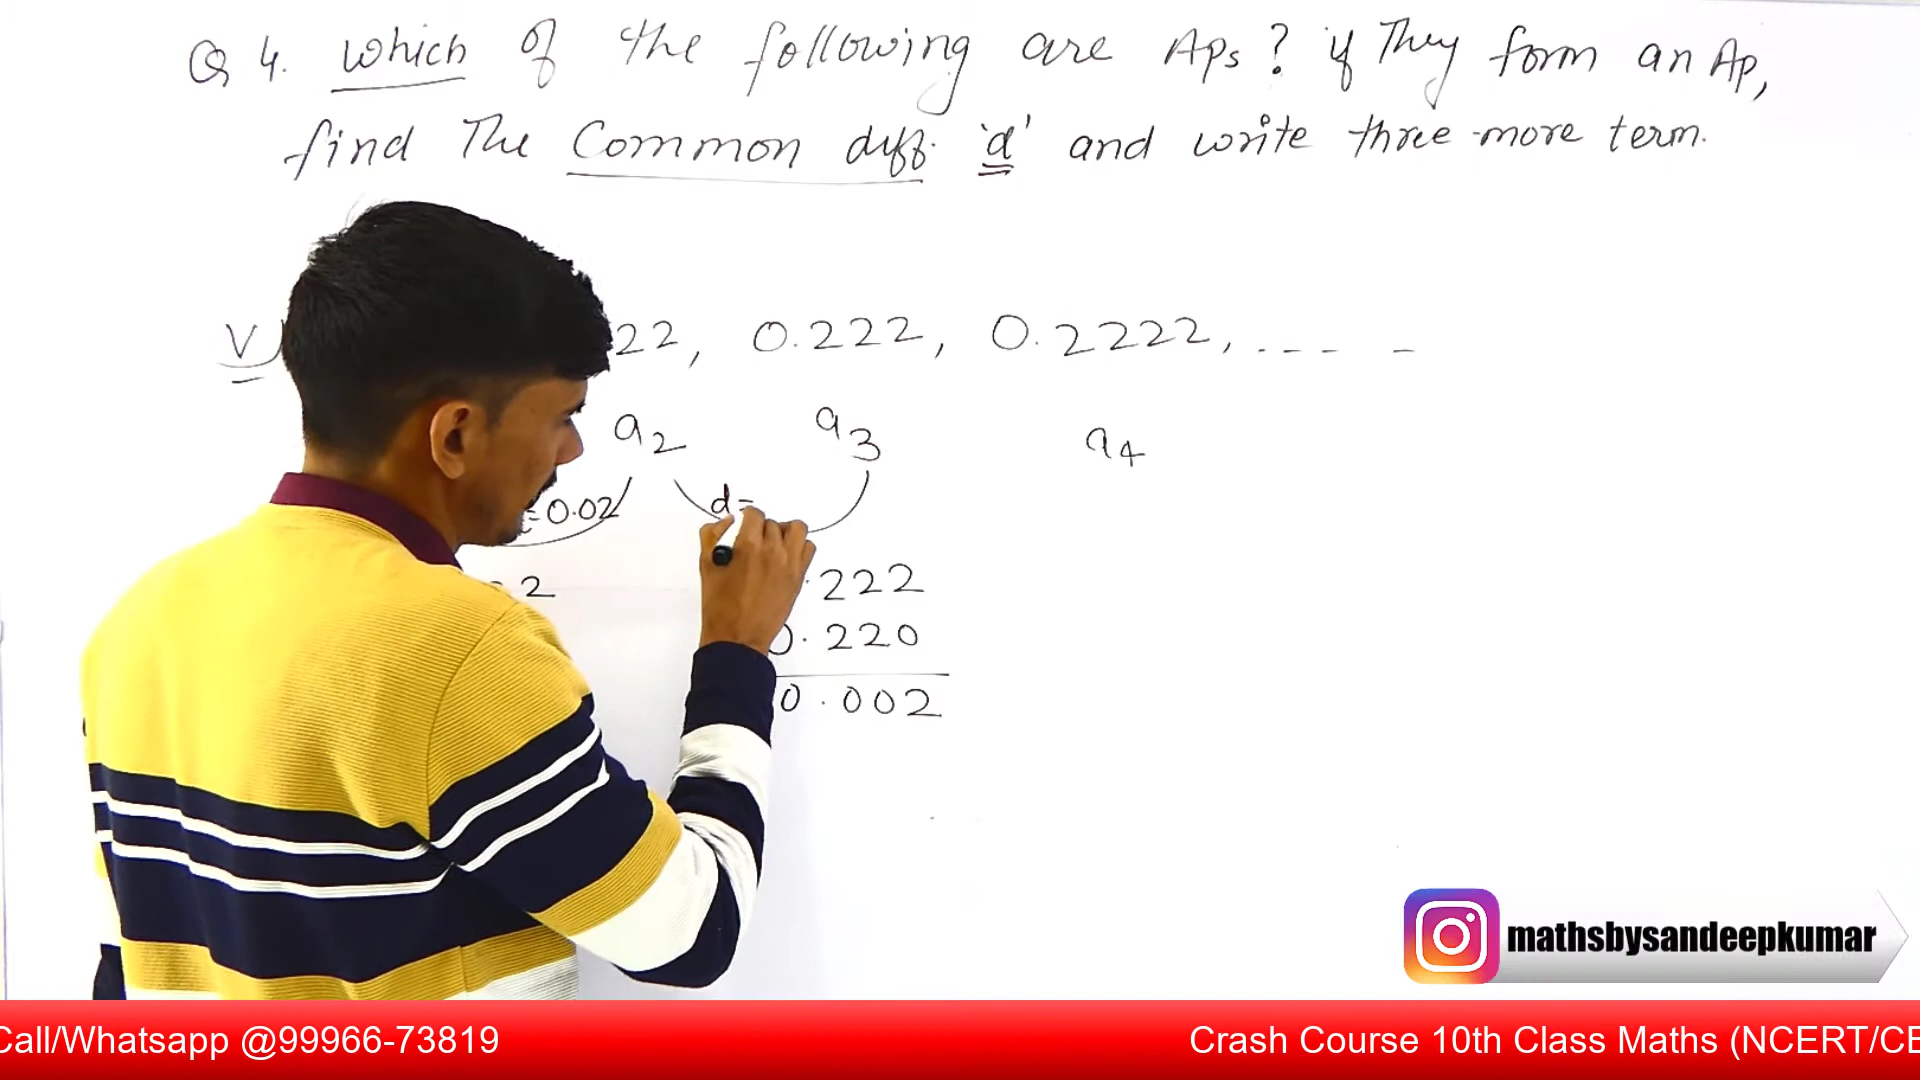 Q 4. Which of the following are APs ? if They form an AP,
find The Common diff. 'd' and write three more term.
V) 22, 0.222, 0.2222, ---- -
a2 a3 a4
=0.02 d=
2 .222
0.220
0.002
mathsbysandeepkumar
Call/Whatsapp @99966-73819 Crash Course 10th Class Maths (NCERT/CE